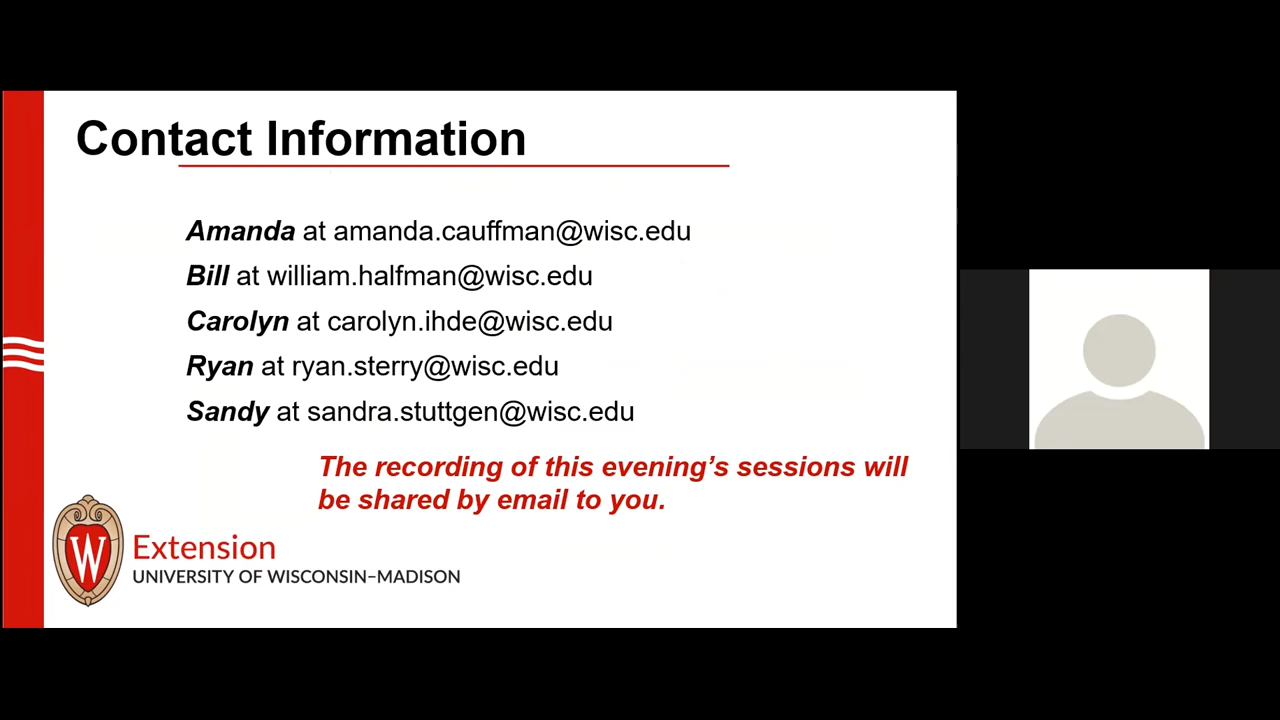 Contact Information
Amanda at amanda.cauffman@wisc.edu
Bill at william.halfman@wisc.edu
Carolyn at carolyn.ihde@wisc.edu
Ryan at ryan.sterry@wisc.edu
Sandy at sandra.stuttgen@wisc.edu
The recording of this evening’s sessions will
be shared by email to you.
W
Extension
UNIVERSITY OF WISCONSIN–MADISON